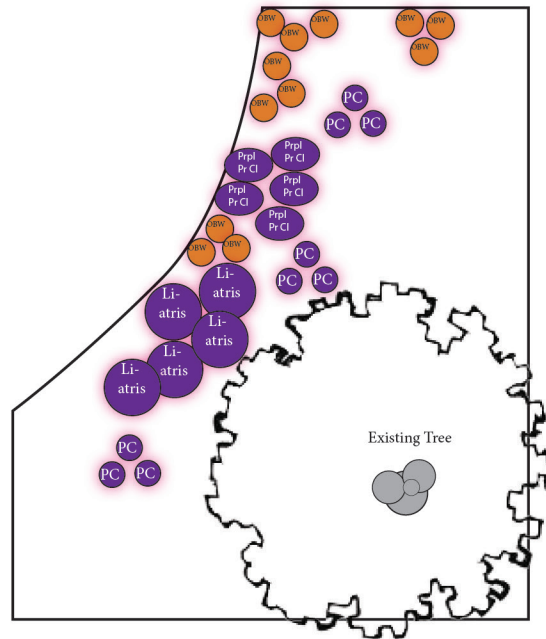 OBW
OBW
OBW
OBW
OBW
OBW
OBW
OBW
OBW
PC
PC
PC
Prpl
Pr Cl
Prpl
Pr Cl
Prpl
Pr Cl
Prpl
Pr Cl
Prpl
Pr Cl
OBW
OBW
OBW
PC
PC
PC
Li-
atris
Li-
atris
Li-
atris
Li-
atris
Li-
atris
Existing Tree
PC
PC
PC